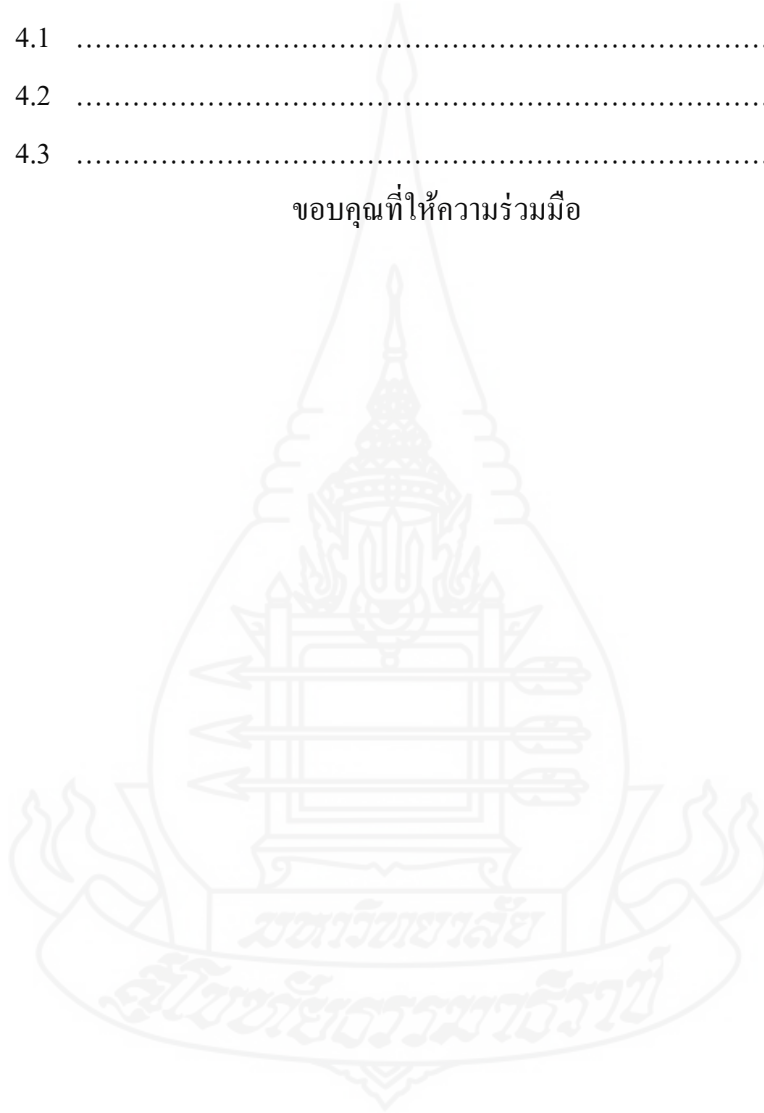 4.1 ……………………………………………………………………
4.2 ……………………………………………………………………
4.3 ……………………………………………………………………
ขอบคุณที่ให้ความร่วมมือ
มหาวิทยาลัย
สุโขทัยธรรมาธิราช